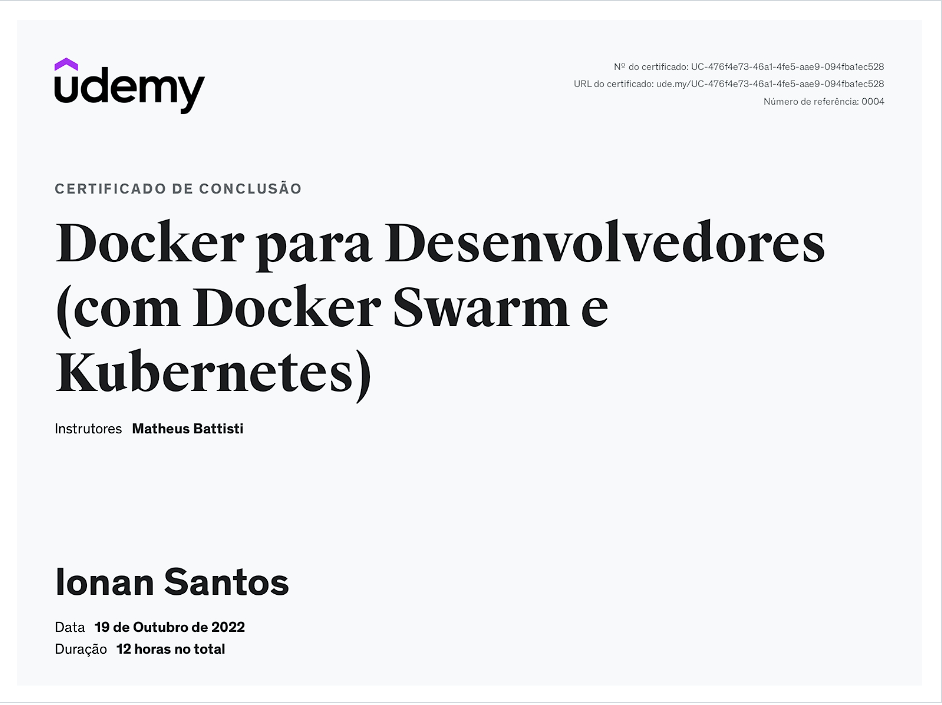 udemy
Nº do certificado: UC-476f4e73-46a1-4fe5-aae9-094fba1ec528
URL do certificado: ude.my/UC-476f4e73-46a1-4fe5-aae9-094fba1ec528
Número de referência: 0004
CERTIFICADO DE CONCLUSÃO
Docker para Desenvolvedores
(com Docker Swarm e
Kubernetes)
Instrutores Matheus Battisti
Ionan Santos
Data 19 de Outubro de 2022
Duração 12 horas no total